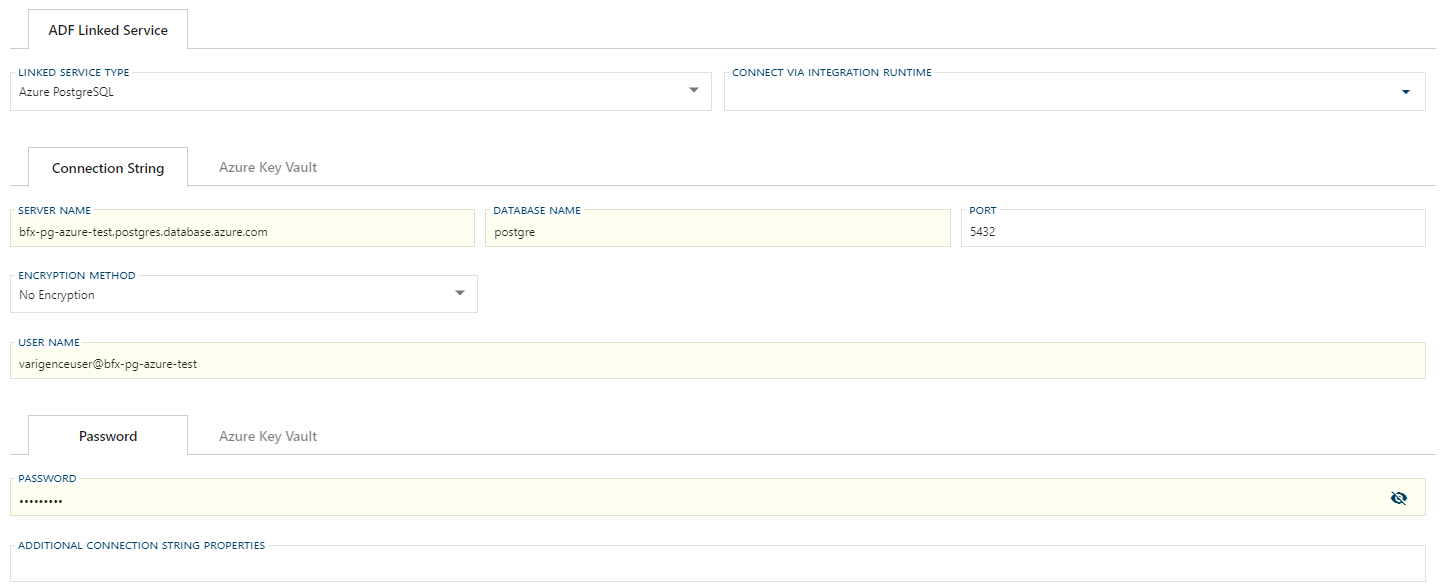 ADF Linked Service
LINKED SERVICE TYPE
Azure PostgreSQL
CONNECT VIA INTEGRATION RUNTIME
Connection String
Azure Key Vault
SERVER NAME
bfx-pg-azure-test.postgres.database.azure.com
DATABASE NAME
postgre
PORT
5432
ENCRYPTION METHOD
No Encryption
USER NAME
varigenceuser@bfx-pg-azure-test
Password
Azure Key Vault
PASSWORD
•••••••••
ADDITIONAL CONNECTION STRING PROPERTIES